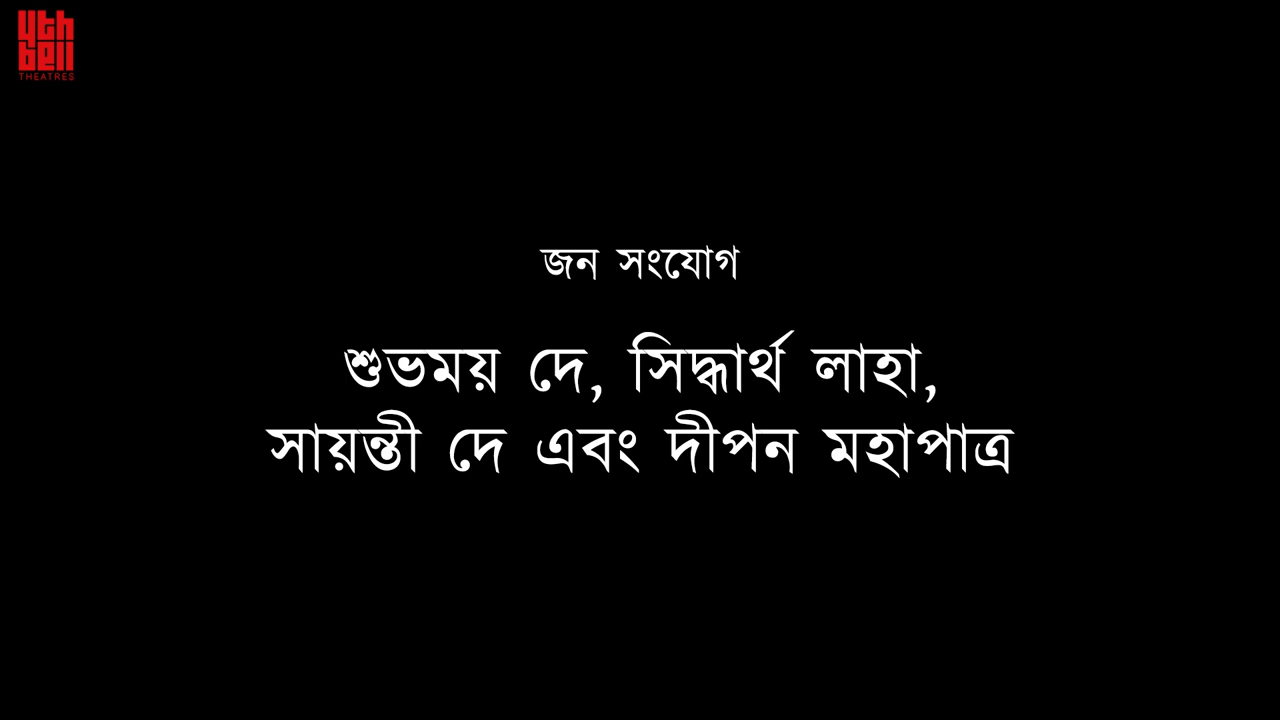 4th
bell
THEATRES
জন সংযোগ
শুভময় দে, সিদ্ধার্থ লাহা,
সায়ন্তী দে এবং দীপন মহাপাত্র